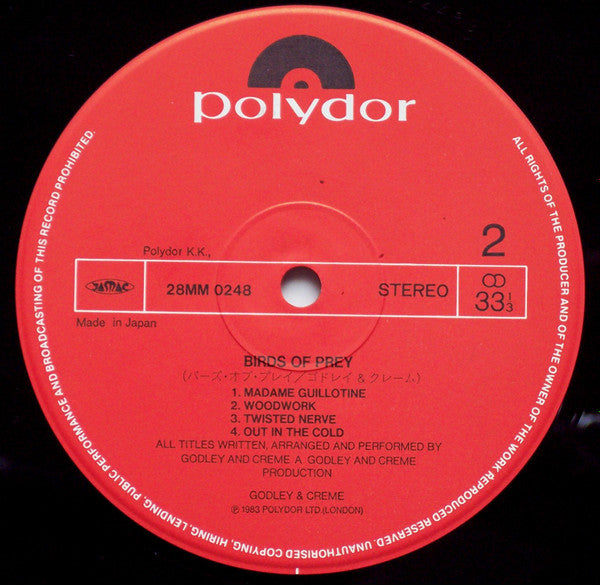 polydor
ALL RIGHTS OF THE PRODUCER AND OF THE OWNER OF THE WORK REPRODUCED RESERVED. UNAUTHORISED COPYING, HIRING, LENDING, PUBLIC PERFORMANCE AND BROADCASTING OF THIS RECORD PROHIBITED.
2
Polydor K.K.,
JASRAC
28MM 0248
STEREO
33 1/3
Made in Japan
BIRDS OF PREY
(バーズ・オブ・プレイ/ゴドレイ&クレーム)
1. MADAME GUILLOTINE
2. WOODWORK
3. TWISTED NERVE
4. OUT IN THE COLD
ALL TITLES WRITTEN, ARRANGED AND PERFORMED BY
GODLEY AND CREME A. GODLEY AND CREME
PRODUCTION
GODLEY & CREME
℗ 1983 POLYDOR LTD.(LONDON)